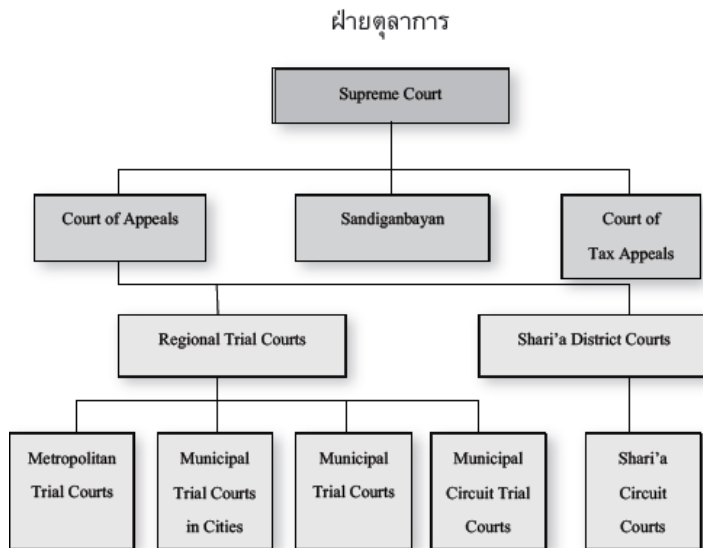 ฝ่ายตุลาการ
Supreme Court
Court of Appeals
Sandiganbayan
Court of
Tax Appeals
Regional Trial Courts
Shari'a District Courts
Metropolitan
Trial Courts
Municipal
Trial Courts
in Cities
Municipal
Trial Courts
Municipal
Circuit Trial
Courts
Shari'a
Circuit
Courts